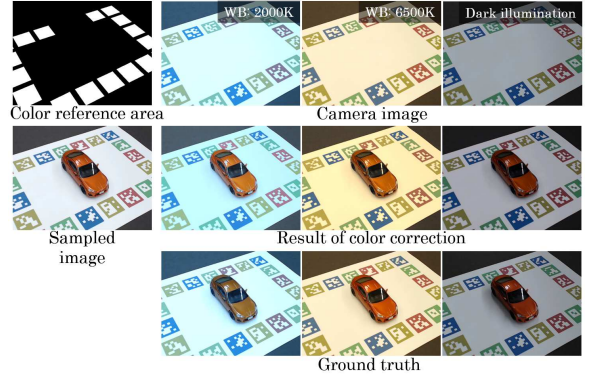 WB: 2000K
WB: 6500K
Dark illumination
Color reference area
Camera image
Sampled
image
Result of color correction
Ground truth